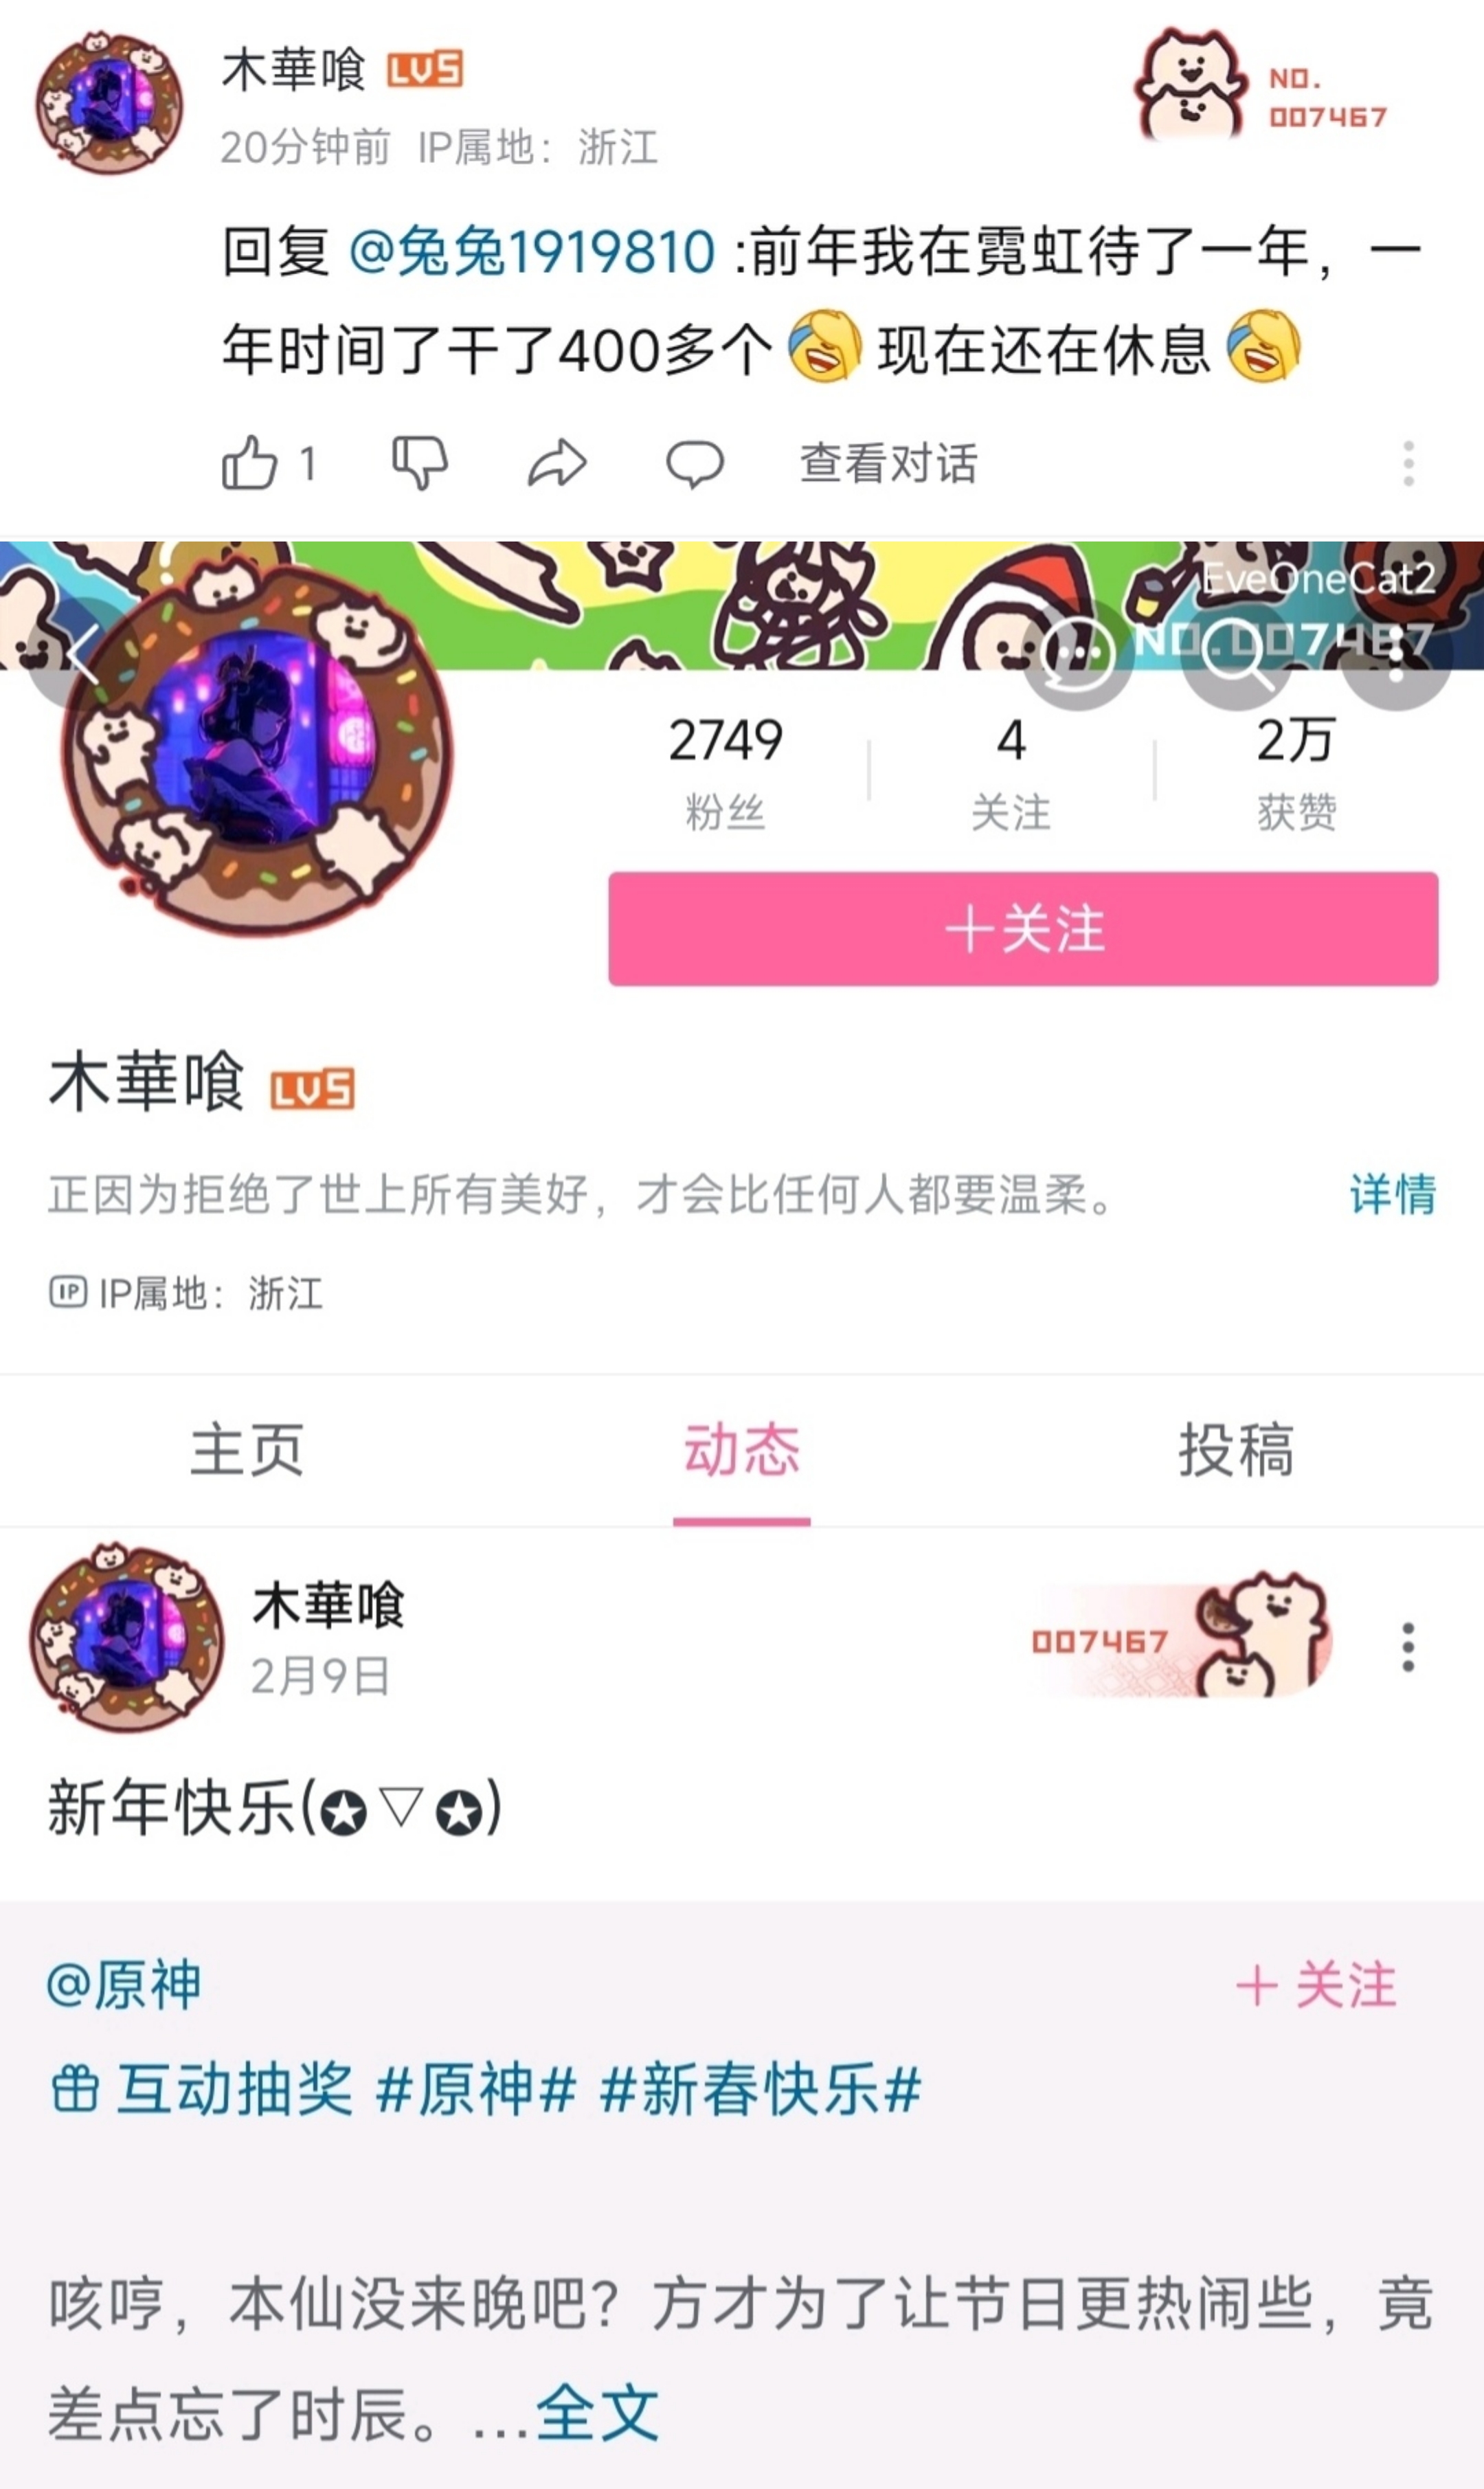 木華喰 LV5
NO.
007467
20分钟前 IP属地：浙江
回复 @兔兔1919810 :前年我在霓虹待了一年，一
年时间了干了400多个 现在还在休息
1 查看对话
EveOneCat2
NO.007467
2749 4 2万
粉丝 关注 获赞
＋关注
木華喰 LV5
正因为拒绝了世上所有美好，才会比任何人都要温柔。 详情
IP IP属地：浙江
主页 动态 投稿
木華喰
007467
2月9日
新年快乐(✪▽✪)
@原神 ＋关注
互动抽奖 #原神# #新春快乐#
咳哼，本仙没来晚吧？方才为了让节日更热闹些，竟
差点忘了时辰。...全文